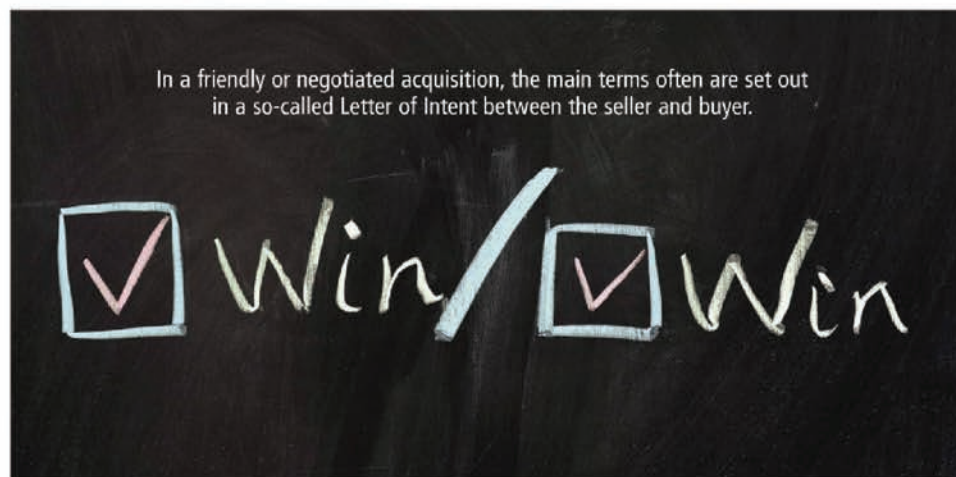 In a friendly or negotiated acquisition, the main terms often are set out
in a so-called Letter of Intent between the seller and buyer.
Win/ Win